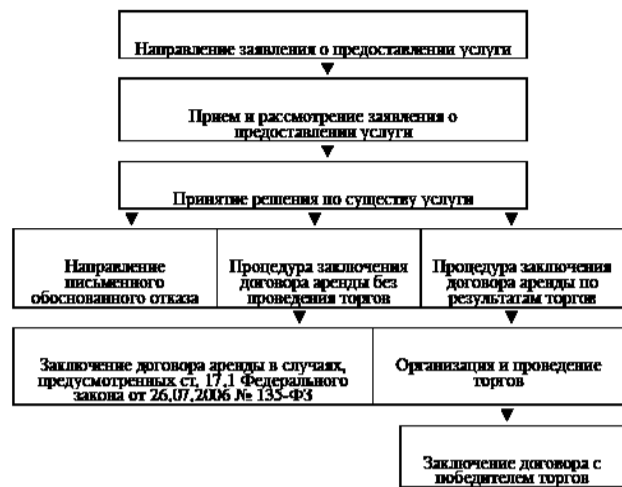 Направление заявления о предоставлении услуги
Прием и рассмотрение заявления о
предоставлении услуги
Принятие решения по существу услуги
Направление
письменного
обоснованного отказа
Процедура заключения
договора аренды без
проведения торгов
Процедура заключения
договора аренды по
результатам торгов
Заключение договора аренды в случаях,
предусмотренных ст. 17.1 Федерального
закона от 26.07.2006 № 135-ФЗ
Организация и проведение
торгов
Заключение договора с
победителем торгов